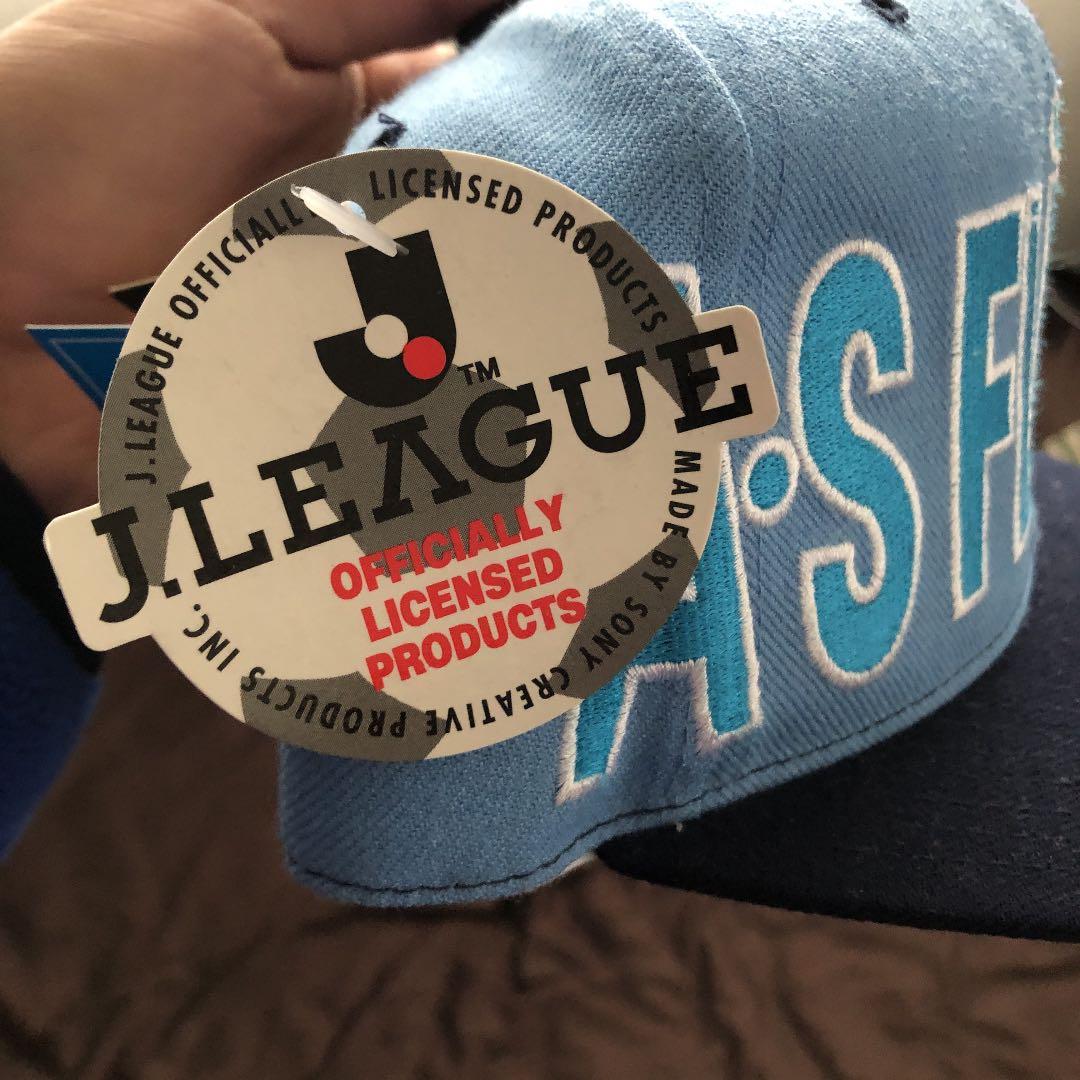 J.LEAGUE OFFICIALLY LICENSED PRODUCTS
MADE BY SONY CREATIVE PRODUCTS INC.
J
TM
J.LEAGUE
OFFICIALLY
LICENSED
PRODUCTS
A·S F